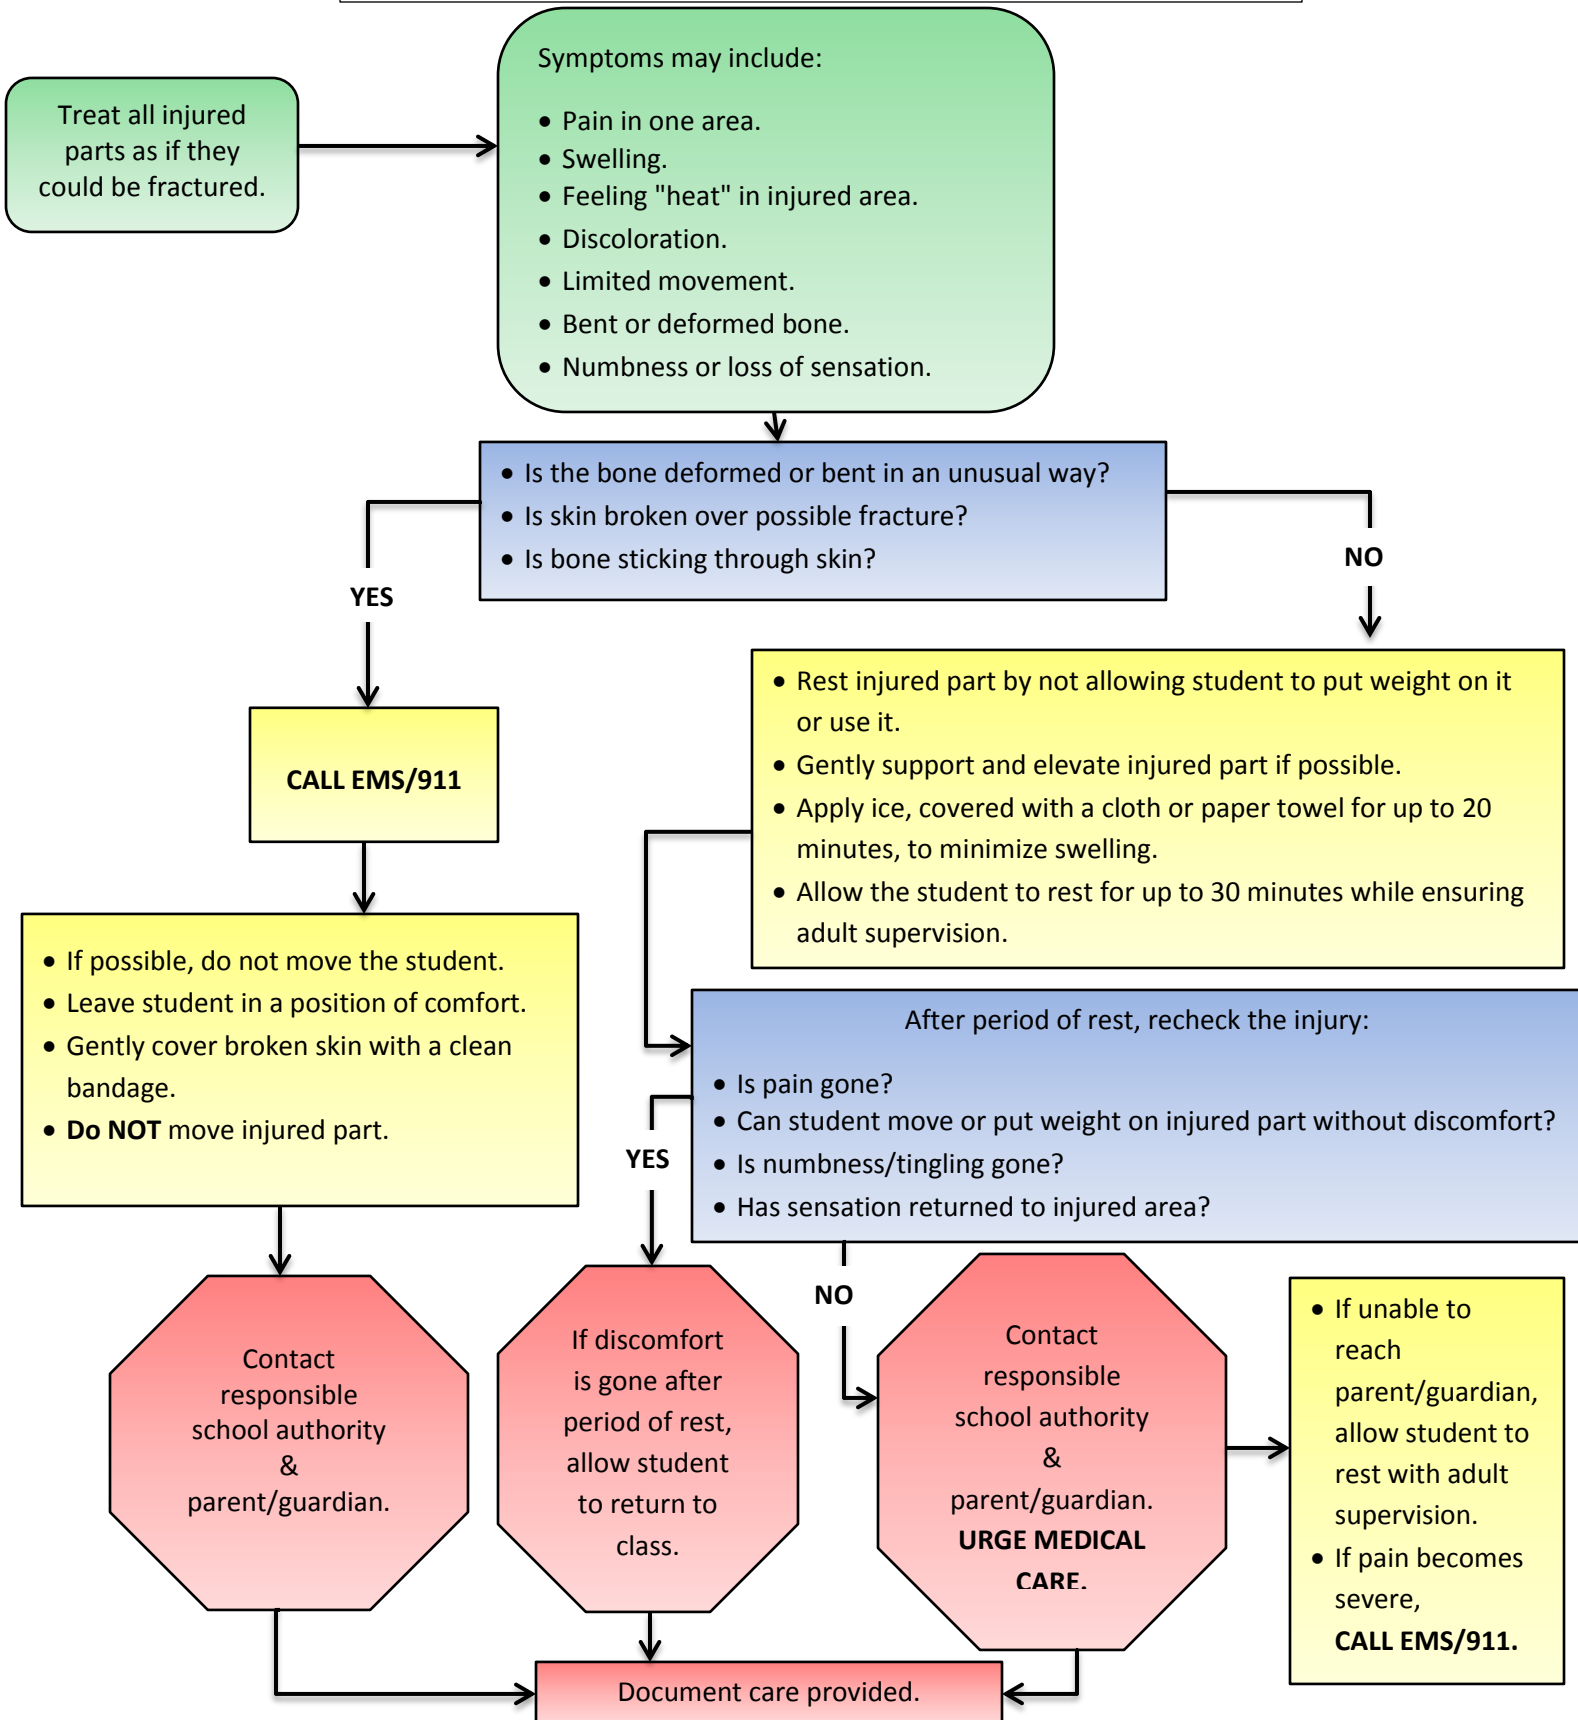 Treat all injured
parts as if they
could be fractured.
Symptoms may include:
• Pain in one area.
• Swelling.
• Feeling "heat" in injured area.
• Discoloration.
• Limited movement.
• Bent or deformed bone.
• Numbness or loss of sensation.
• Is the bone deformed or bent in an unusual way?
• Is skin broken over possible fracture?
• Is bone sticking through skin?
YES
NO
CALL EMS/911
• Rest injured part by not allowing student to put weight on it
or use it.
• Gently support and elevate injured part if possible.
• Apply ice, covered with a cloth or paper towel for up to 20
minutes, to minimize swelling.
• Allow the student to rest for up to 30 minutes while ensuring
adult supervision.
• If possible, do not move the student.
• Leave student in a position of comfort.
• Gently cover broken skin with a clean
bandage.
• Do NOT move injured part.
After period of rest, recheck the injury:
• Is pain gone?
• Can student move or put weight on injured part without discomfort?
• Is numbness/tingling gone?
• Has sensation returned to injured area?
YES
NO
Contact
responsible
school authority
&
parent/guardian.
If discomfort
is gone after
period of rest,
allow student
to return to
class.
Contact
responsible
school authority
&
parent/guardian.
URGE MEDICAL
CARE.
• If unable to
reach
parent/guardian,
allow student to
rest with adult
supervision.
• If pain becomes
severe,
CALL EMS/911.
Document care provided.